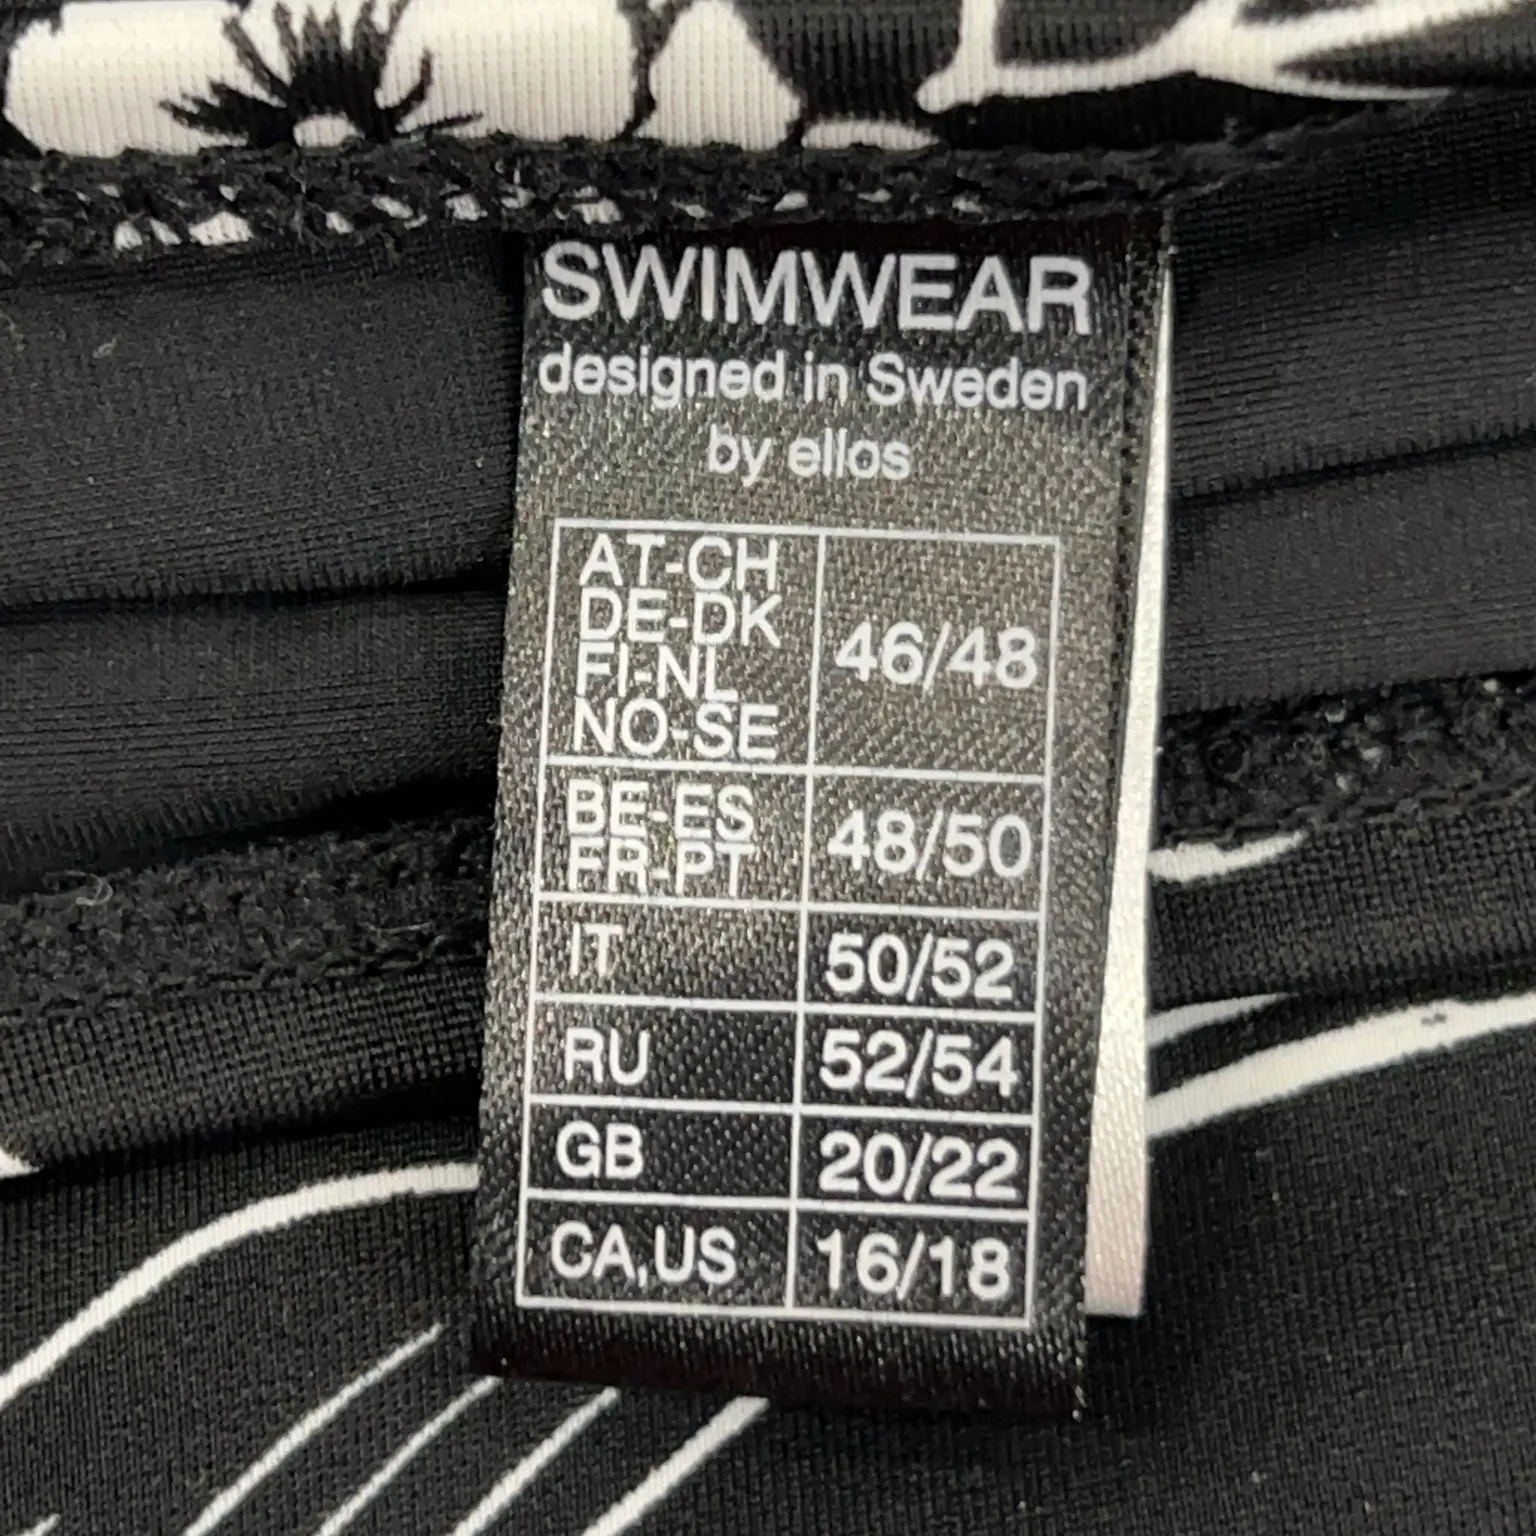 SWIMWEAR
designed in Sweden
by ellos
AT-CH
DE-DK
FI-NL
NO-SE
46/48
BE-ES
FR-PT
48/50
IT 50/52
RU 52/54
GB 20/22
CA,US 16/18